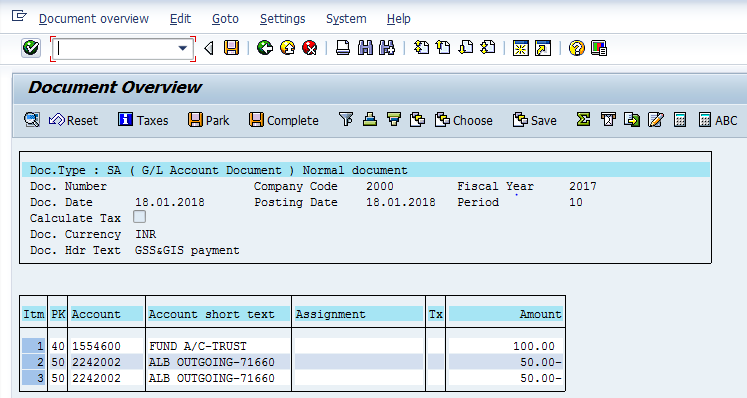 Document overview Edit Goto Settings System Help
Document Overview
Reset Taxes Park Complete Choose Save ABC
Doc.Type : SA ( G/L Account Document ) Normal document
Doc. Number Company Code 2000 Fiscal Year 2017
Doc. Date 18.01.2018 Posting Date 18.01.2018 Period 10
Calculate Tax
Doc. Currency INR
Doc. Hdr Text GSS&GIS payment
Itm PK Account Account short text Assignment Tx Amount
1 40 1554600 FUND A/C-TRUST 100.00
2 50 2242002 ALB OUTGOING-71660 50.00-
3 50 2242002 ALB OUTGOING-71660 50.00-